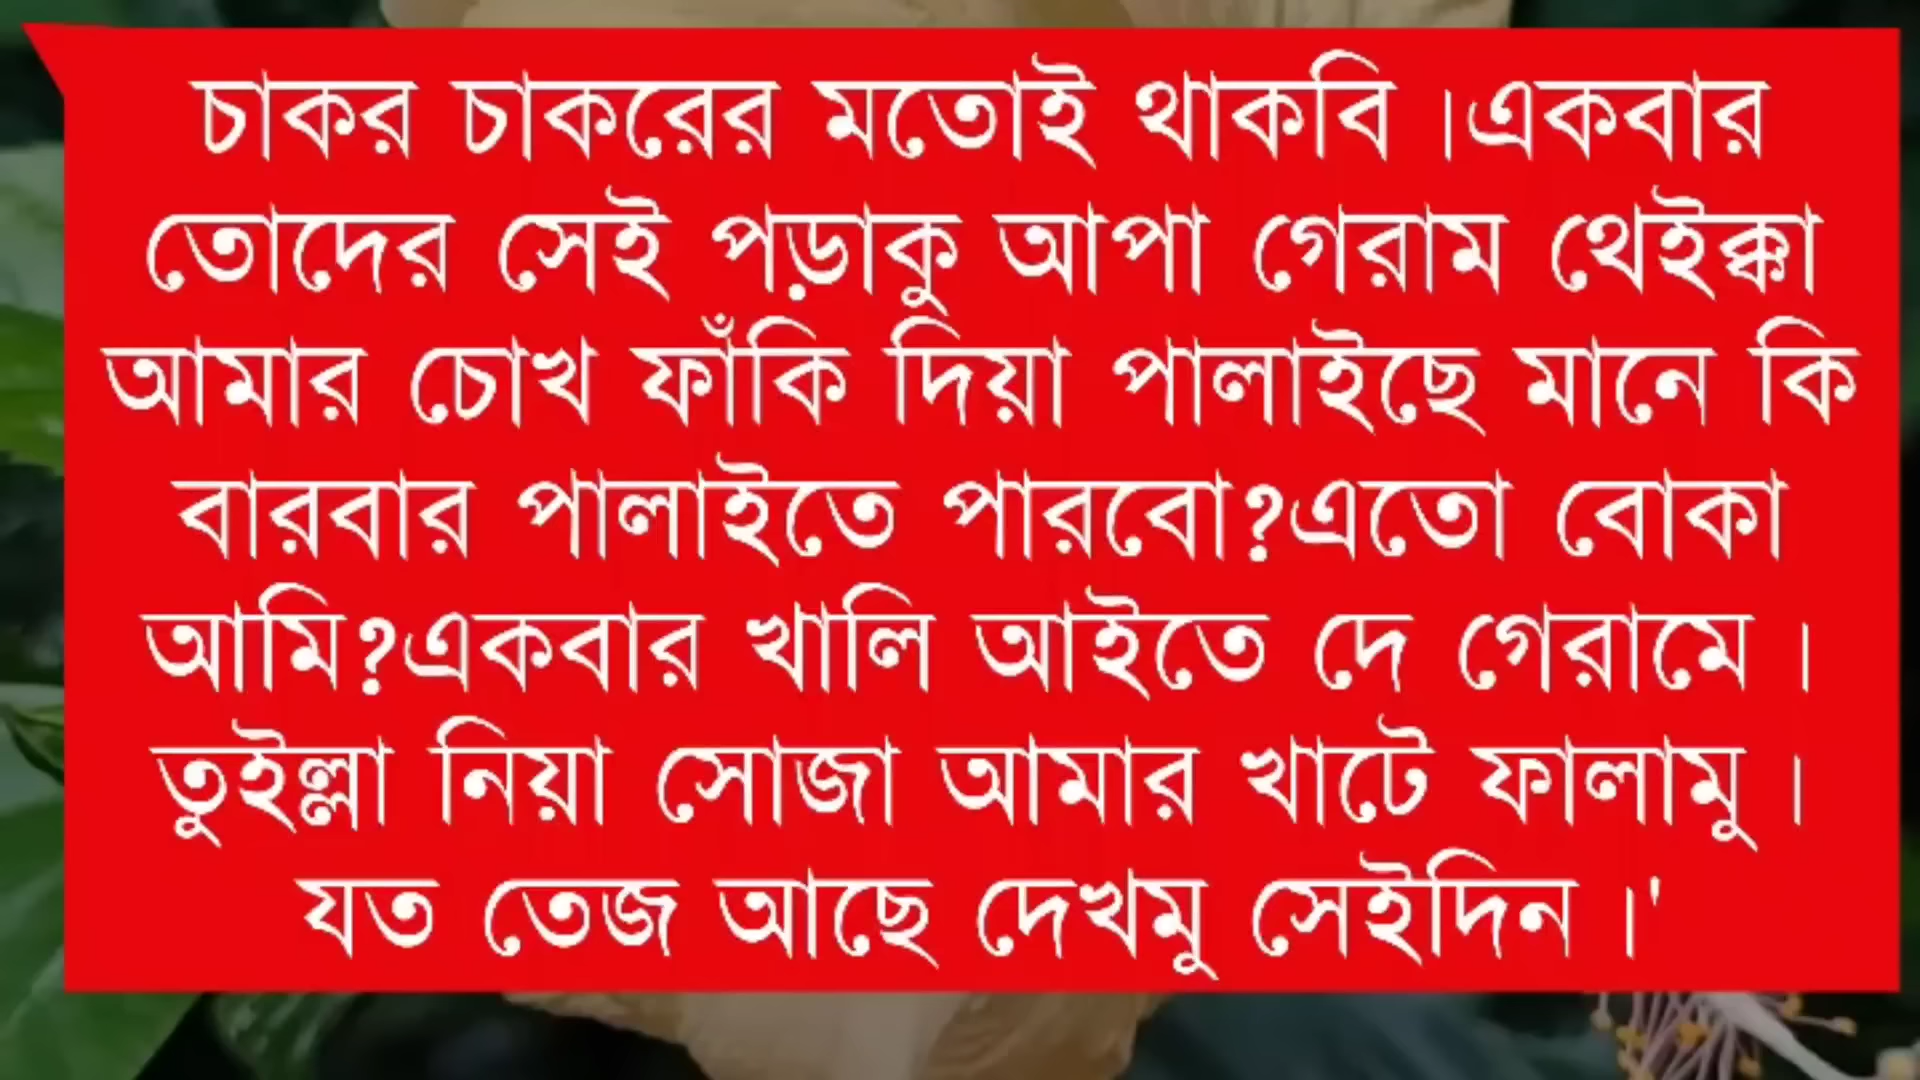 চাকর চাকরের মতোই থাকবি ।একবার
তোদের সেই পড়াকু আপা গেরাম থেইক্কা
আমার চোখ ফাঁকি দিয়া পালাইছে মানে কি
বারবার পালাইতে পারবো?এতো বোকা
আমি?একবার খালি আইতে দে গেরামে ।
তুইল্লা নিয়া সোজা আমার খাটে ফালামু ।
যত তেজ আছে দেখমু সেইদিন ।'